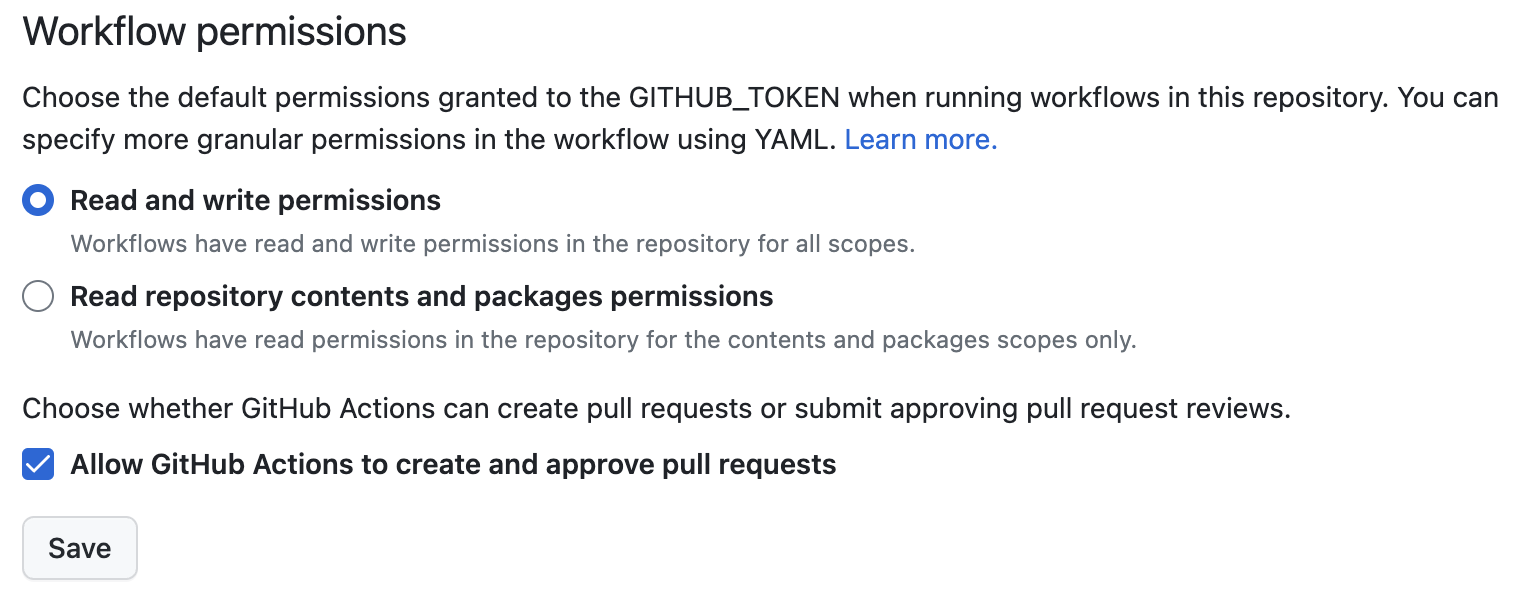 Workflow permissions
Choose the default permissions granted to the GITHUB_TOKEN when running workflows in this repository. You can
specify more granular permissions in the workflow using YAML. Learn more.
Read and write permissions
Workflows have read and write permissions in the repository for all scopes.
Read repository contents and packages permissions
Workflows have read permissions in the repository for the contents and packages scopes only.
Choose whether GitHub Actions can create pull requests or submit approving pull request reviews.
Allow GitHub Actions to create and approve pull requests
Save